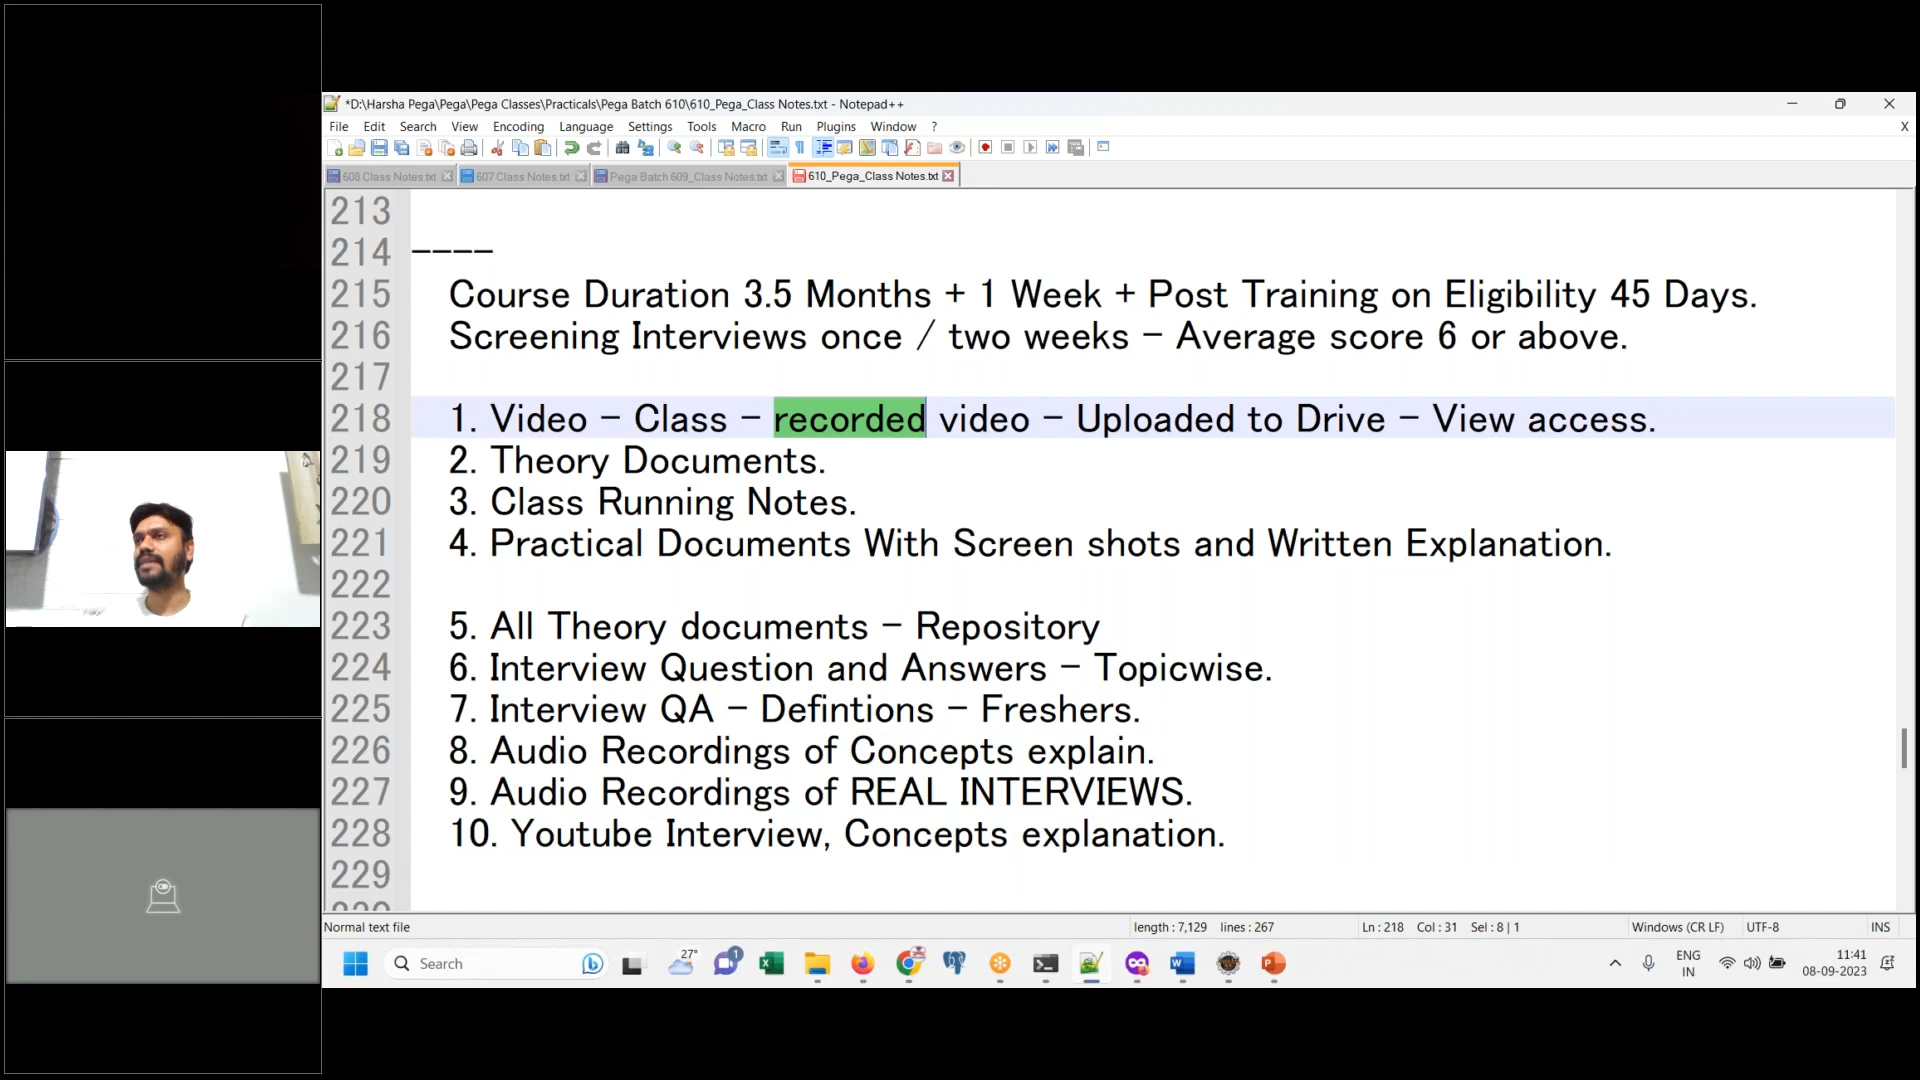 *D:\Harsha Pega\Pega\Pega Classes\Practicals\Pega Batch 610\610_Pega_Class Notes.txt - Notepad++
File Edit Search View Encoding Language Settings Tools Macro Run Plugins Window ? X
608 Class Notes.txt 607 Class Notes.txt Pega Batch 609_Class Notes.txt 610_Pega_Class Notes.txt
213
214 ----
215 Course Duration 3.5 Months + 1 Week + Post Training on Eligibility 45 Days.
216 Screening Interviews once / two weeks - Average score 6 or above.
217
218 1. Video - Class - recorded video - Uploaded to Drive - View access.
219 2. Theory Documents.
220 3. Class Running Notes.
221 4. Practical Documents With Screen shots and Written Explanation.
222
223 5. All Theory documents - Repository
224 6. Interview Question and Answers - Topicwise.
225 7. Interview QA - Defintions - Freshers.
226 8. Audio Recordings of Concepts explain.
227 9. Audio Recordings of REAL INTERVIEWS.
228 10. Youtube Interview, Concepts explanation.
229
Normal text file length : 7,129 lines : 267 Ln : 218 Col : 31 Sel : 8 | 1 Windows (CR LF) UTF-8 INS
Search 27° 1 ENG 11:41
IN 08-09-2023